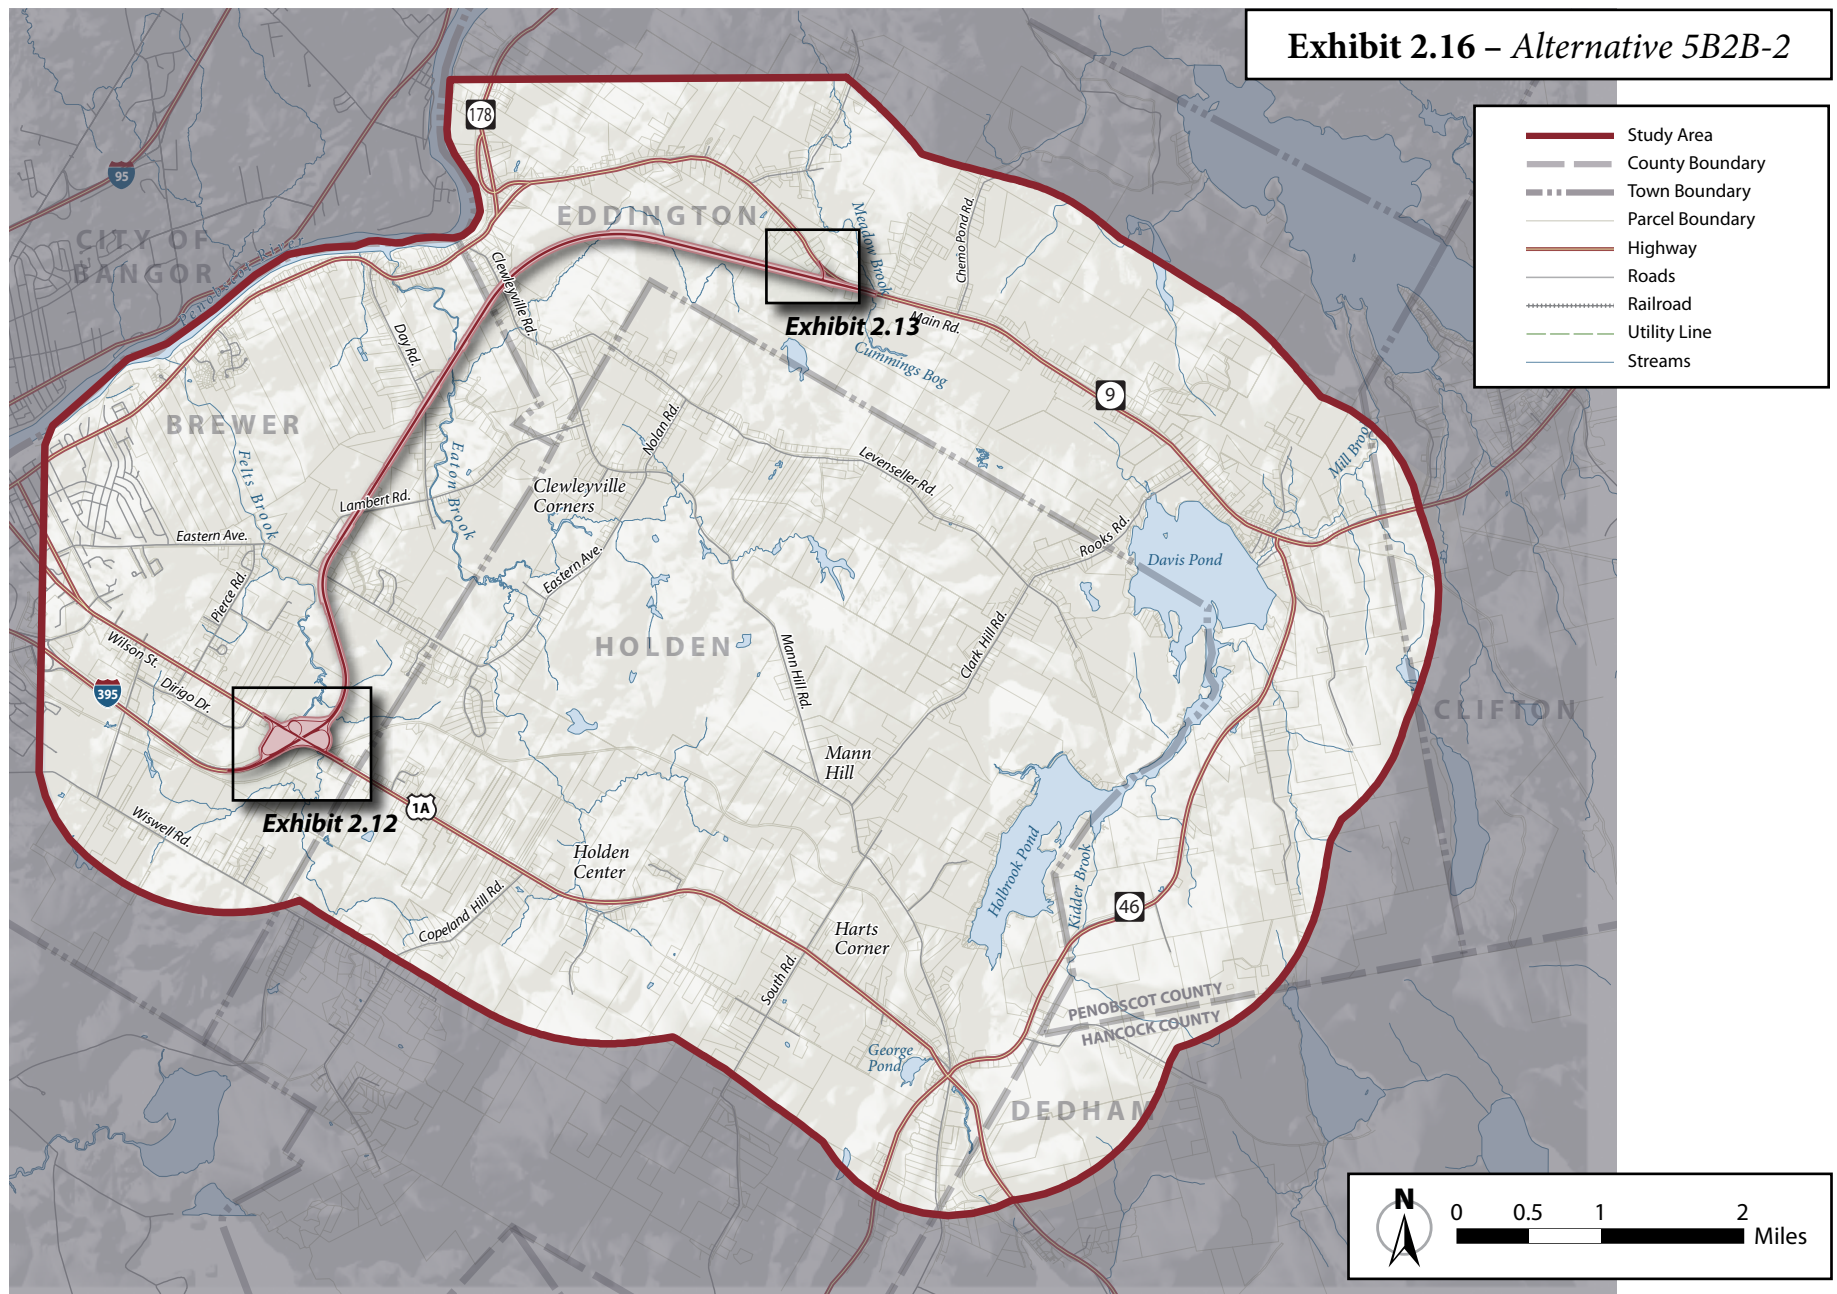 Exhibit 2.16 – Alternative 5B2B-2
Study Area
County Boundary
Town Boundary
Parcel Boundary
Highway
Roads
Railroad
Utility Line
Streams
178
95
CITY OF
BANGOR
Penobscot River
EDDINGTON
Meadow Brook
Chemo Pond Rd.
Clewleyville Rd.
Exhibit 2.13
Main Rd.
Day Rd.
Cummings Bog
9
BREWER
Nolan Rd.
Mill Brook
Felts Brook
Eaton Brook
Levenseller Rd.
Clewleyville
Corners
Lambert Rd.
Eastern Ave.
Rooks Rd.
Davis Pond
Eastern Ave.
Pierce Rd.
HOLDEN
Clark Hill Rd.
Wilson St.
Mann Hill Rd.
Dirigo Dr.
395
CLIFTON
Mann
Hill
1A
Exhibit 2.12
Wiswell Rd.
Holden
Center
Holbrook Pond
Kidder Brook
46
Copeland Hill Rd.
Harts
Corner
South Rd.
PENOBSCOT COUNTY
HANCOCK COUNTY
George
Pond
DEDHAM
N
0 0.5 1 2
Miles